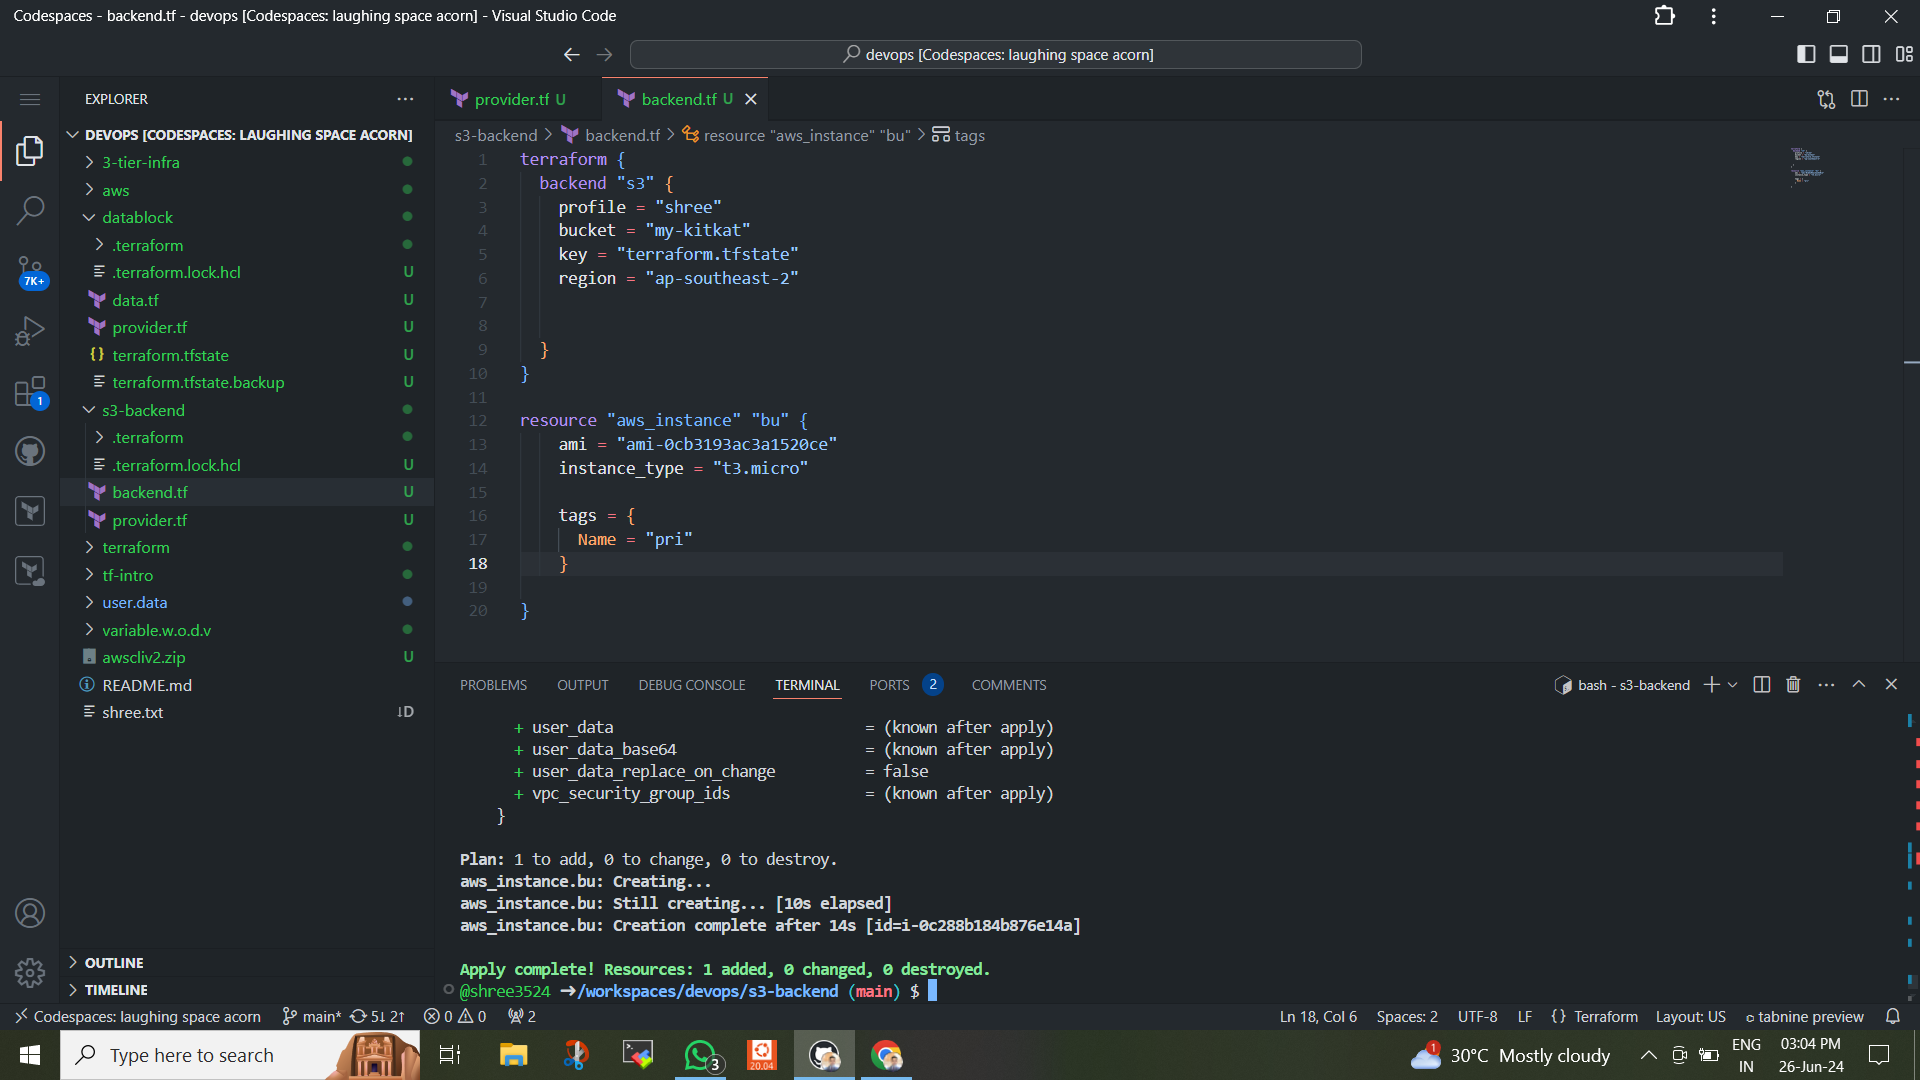 Codespaces - backend.tf - devops [Codespaces: laughing space acorn] - Visual Studio Code
devops [Codespaces: laughing space acorn]
EXPLORER
DEVOPS [CODESPACES: LAUGHING SPACE ACORN]
3-tier-infra
aws
datablock
.terraform
.terraform.lock.hcl U
data.tf U
provider.tf U
terraform.tfstate U
terraform.tfstate.backup U
s3-backend
.terraform
.terraform.lock.hcl U
backend.tf U
provider.tf U
terraform
tf-intro
user.data
variable.w.o.d.v
awscliv2.zip U
README.md
shree.txt ↓D
OUTLINE
TIMELINE
7K+
1
provider.tf U
backend.tf U
s3-backend > backend.tf > resource "aws_instance" "bu" > tags
1 terraform {
2 backend "s3" {
3 profile = "shree"
4 bucket = "my-kitkat"
5 key = "terraform.tfstate"
6 region = "ap-southeast-2"
7
8
9 }
10 }
11
12 resource "aws_instance" "bu" {
13 ami = "ami-0cb3193ac3a1520ce"
14 instance_type = "t3.micro"
15
16 tags = {
17 Name = "pri"
18 }
19
20 }
PROBLEMS OUTPUT DEBUG CONSOLE TERMINAL PORTS 2 COMMENTS
bash - s3-backend
+ user_data = (known after apply)
+ user_data_base64 = (known after apply)
+ user_data_replace_on_change = false
+ vpc_security_group_ids = (known after apply)
}
Plan: 1 to add, 0 to change, 0 to destroy.
aws_instance.bu: Creating...
aws_instance.bu: Still creating... [10s elapsed]
aws_instance.bu: Creation complete after 14s [id=i-0c288b184b876e14a]
Apply complete! Resources: 1 added, 0 changed, 0 destroyed.
@shree3524 ➜/workspaces/devops/s3-backend (main) $
Codespaces: laughing space acorn main* 5↓ 2↑ 0 0 2
Ln 18, Col 6 Spaces: 2 UTF-8 LF {} Terraform Layout: US tabnine preview
Type here to search
3
20.04
1
30°C Mostly cloudy
ENG
IN
03:04 PM
26-Jun-24